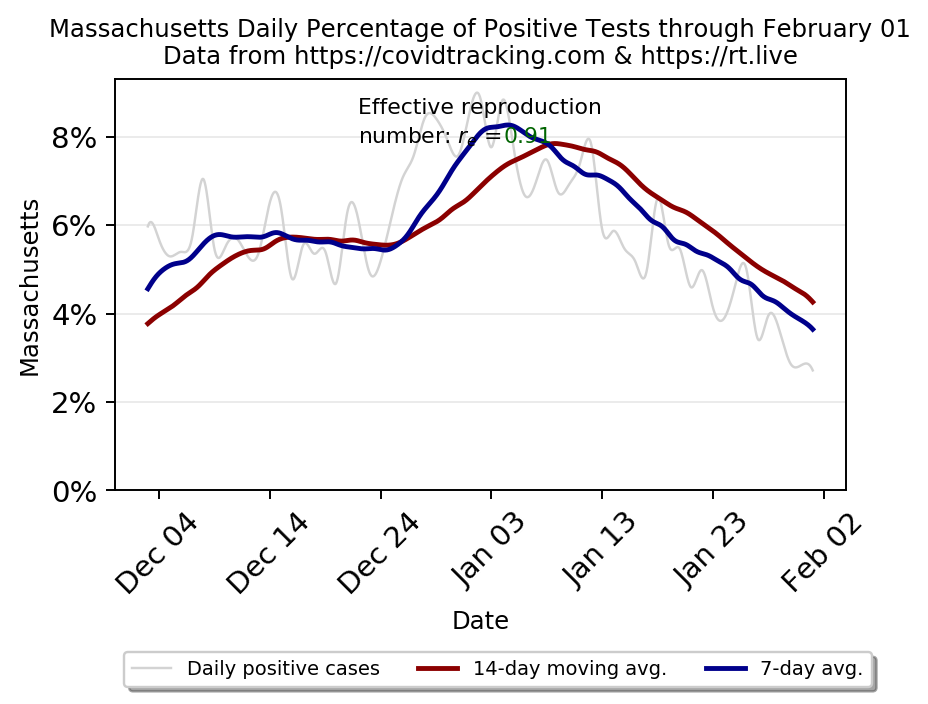 Massachusetts Daily Percentage of Positive Tests through February 01
Data from https://covidtracking.com & https://rt.live
Effective reproduction
number: rₑ =0.91
8%
6%
4%
2%
0%
Massachusetts
Dec 04
Dec 14
Dec 24
Jan 03
Jan 13
Jan 23
Feb 02
Date
Daily positive cases
14-day moving avg.
7-day avg.